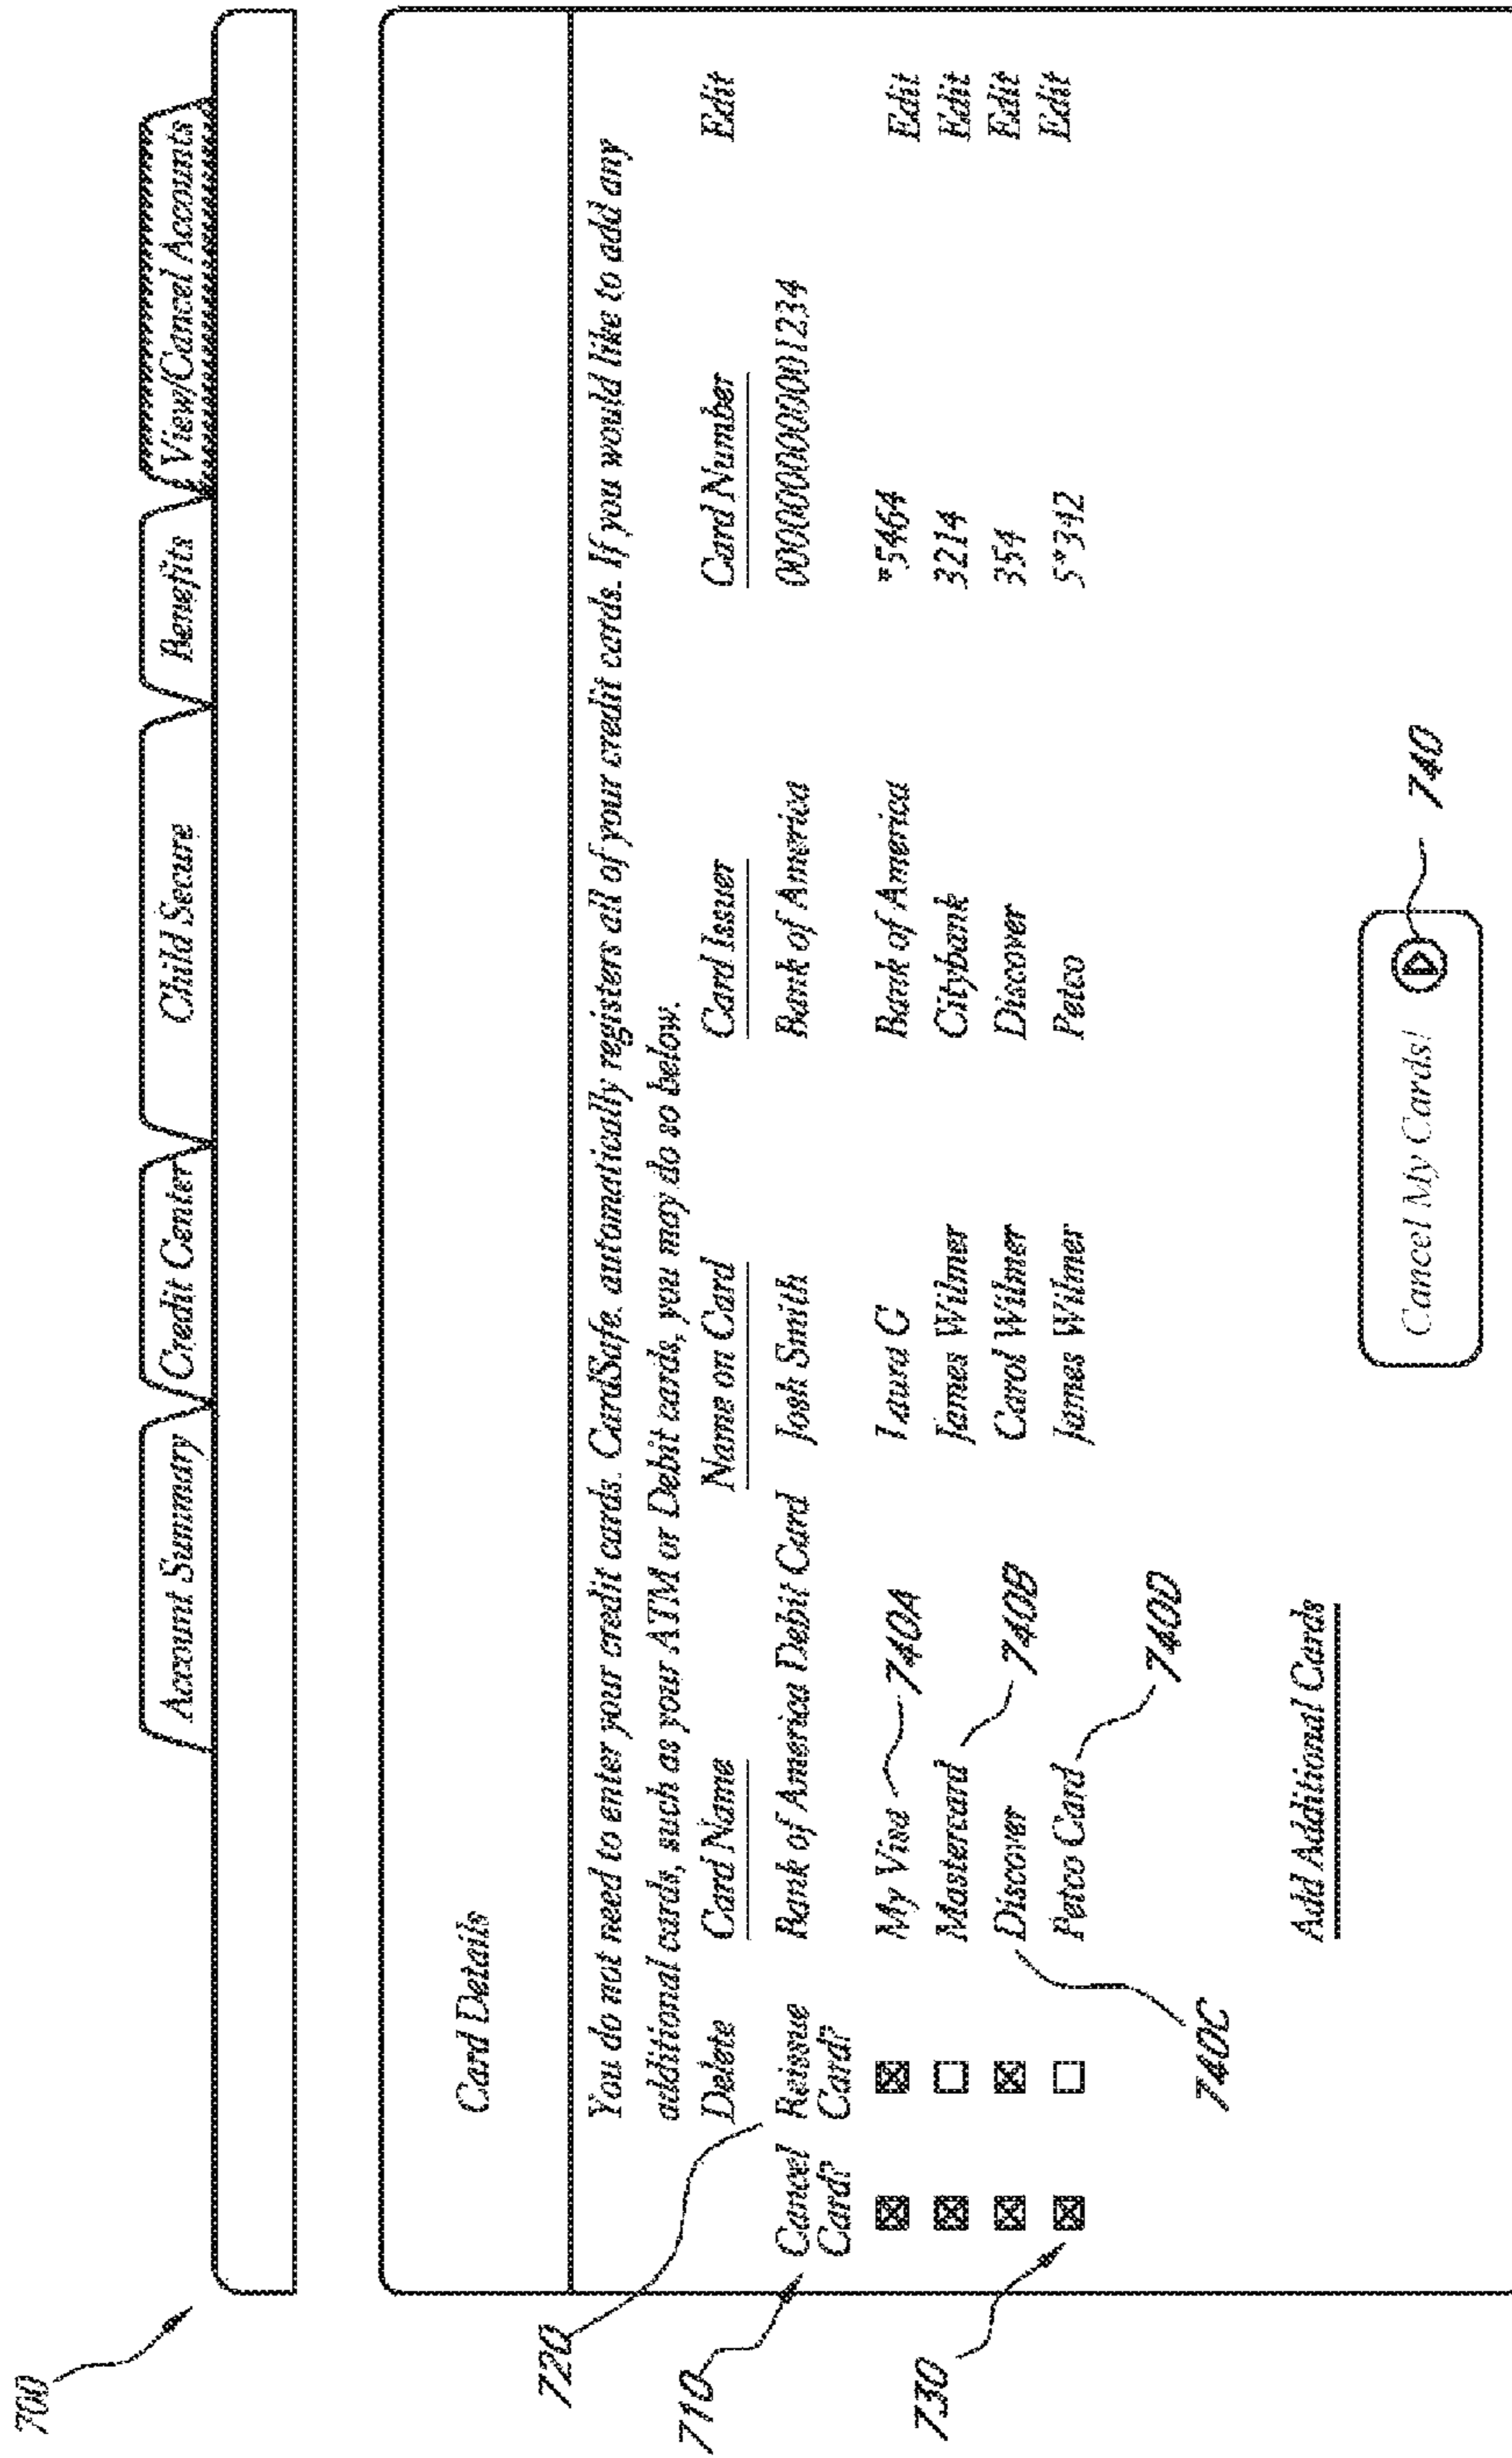 700
Account Summary Credit Center Child Secure Benefits View/Cancel Accounts
Card Details
You do not need to enter your credit cards. CardSafe. automatically registers all of your credit cards. If you would like to add any
additional cards, such as your ATM or Debit cards, you may do so below.
720
Delete Card Name Name on Card Card Issuer Card Number Edit
710
Cancel Card? Reissue Card? Bank of America Debit Card Josh Smith Bank of America 0000000000001234
My Visa 740A Laura G Bank of America *5464 Edit
730
Mastercard 740B James Wilmer Citybank 3214 Edit
Discover Carol Wilmer Discover 354 Edit
Petco Card 740D James Wilmer Petco 5*342 Edit
740C
Add Additional Cards
Cancel My Cards! 740